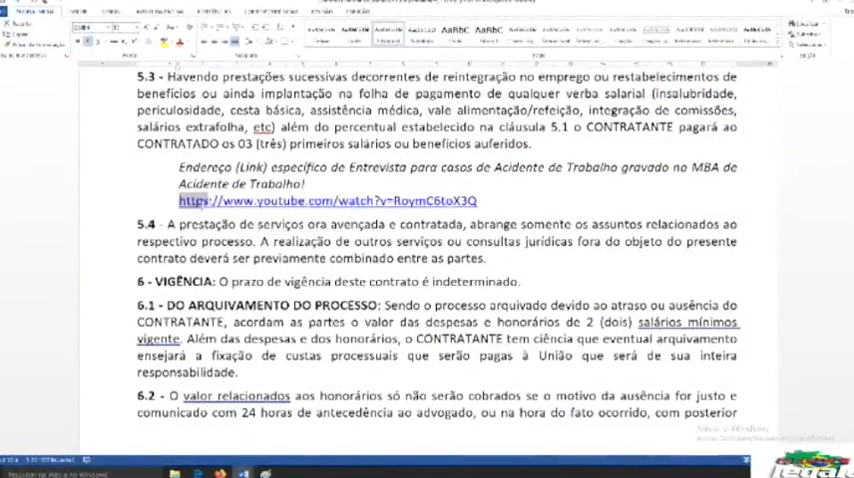 5.3 - Havendo prestações sucessivas decorrentes de reintegração no emprego ou restabelecimentos de
benefícios ou ainda implantação na folha de pagamento de qualquer verba salarial (insalubridade,
periculosidade, cesta básica, assistência médica, vale alimentação/refeição, integração de comissões,
salários extrafolha, etc) além do percentual estabelecido na cláusula 5.1 o CONTRATANTE pagará ao
CONTRATADO os 03 (três) primeiros salários ou benefícios auferidos.
Endereço (Link) específico de Entrevista para casos de Acidente de Trabalho gravado no MBA de
Acidente de Trabalho!
https://www.youtube.com/watch?v=RoymC6toX3Q
5.4 - A prestação de serviços ora avençada e contratada, abrange somente os assuntos relacionados ao
respectivo processo. A realização de outros serviços ou consultas jurídicas fora do objeto do presente
contrato deverá ser previamente combinado entre as partes.
6 - VIGÊNCIA: O prazo de vigência deste contrato é indeterminado.
6.1 - DO ARQUIVAMENTO DO PROCESSO: Sendo o processo arquivado devido ao atraso ou ausência do
CONTRATANTE, acordam as partes o valor das despesas e honorários de 2 (dois) salários mínimos
vigente. Além das despesas e dos honorários, o CONTRATANTE tem ciência que eventual arquivamento
ensejará a fixação de custas processuais que serão pagas à União que será de sua inteira
responsabilidade.
6.2 - O valor relacionados aos honorários só não serão cobrados se o motivo da ausência for justo e
comunicado com 24 horas de antecedência ao advogado, ou na hora do fato ocorrido, com posterior
Ativar o Windows
Pesquisar na Web e no Windows